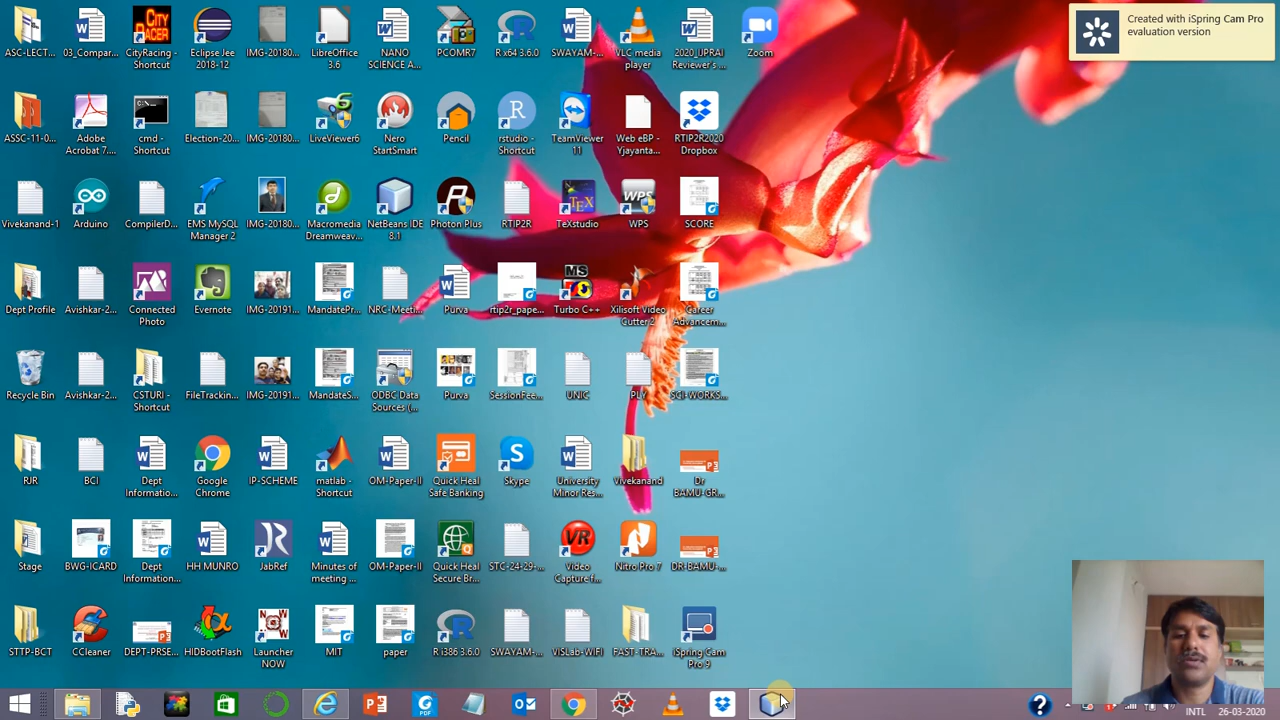 ASC-LECT...
03_Compar...
CityRacing - Shortcut
Eclipse Jee 2018-12
IMG-20180...
LibreOffice 3.6
NANO SCIENCE A...
PCOMR7
R x64 3.6.0
SWAYAM-...
VLC media player
2020_UPRAI Reviewer's ...
Zoom
Created with iSpring Cam Pro
evaluation version
ASSC-11-0...
Adobe Acrobat 7....
cmd - Shortcut
Election-20...
IMG-20180...
LiveViewer6
Nero StartSmart
Pencil
rstudio - Shortcut
TeamViewer 11
Web eBP - Yjayanta...
RTIP2R2020 Dropbox
Vivekanand-1
Arduino
CompilerD...
EMS MySQL Manager 2
IMG-20180...
Macromedia Dreamweav...
NetBeans IDE 8.1
Photon Plus
RTIP2R
TeXstudio
WPS
SCORE
Dept Profile
Avishkar-2...
Connected Photo
Evernote
IMG-20191...
MandatePr...
NRC-Meeti...
Purva
rtip2r_pape...
Turbo C++
Xilisoft Video Cutter 2
Career Advancem...
Recycle Bin
Avishkar-2...
CSTURI - Shortcut
FileTrackin...
IMG-20191...
MandateS...
ODBC Data Sources (...
Purva
SessionFee...
UNIC
PLY
SCI-WORKS...
RJR
BCI
Dept Informatio...
Google Chrome
IP-SCHEME
matlab - Shortcut
OM-Paper-II
Quick Heal Safe Banking
Skype
University Minor Res...
Vivekanand
Dr BAMU-GR...
Stage
BWG-ICARD
Dept Information...
HH MUNRO
JabRef
Minutes of meeting ...
OM-Paper-II
Quick Heal Secure Br...
STC-24-29-...
Video Capture f...
Nitro Pro 7
DR-BAMU-...
STTP-BCT
CCleaner
DEPT-PRSE...
HIDBootFlash
Launcher NOW
MIT
paper
R i386 3.6.0
SWAYAM-...
VISLab-WIFI
FAST-TRA...
iSpring Cam Pro 9
INTL
26-03-2020